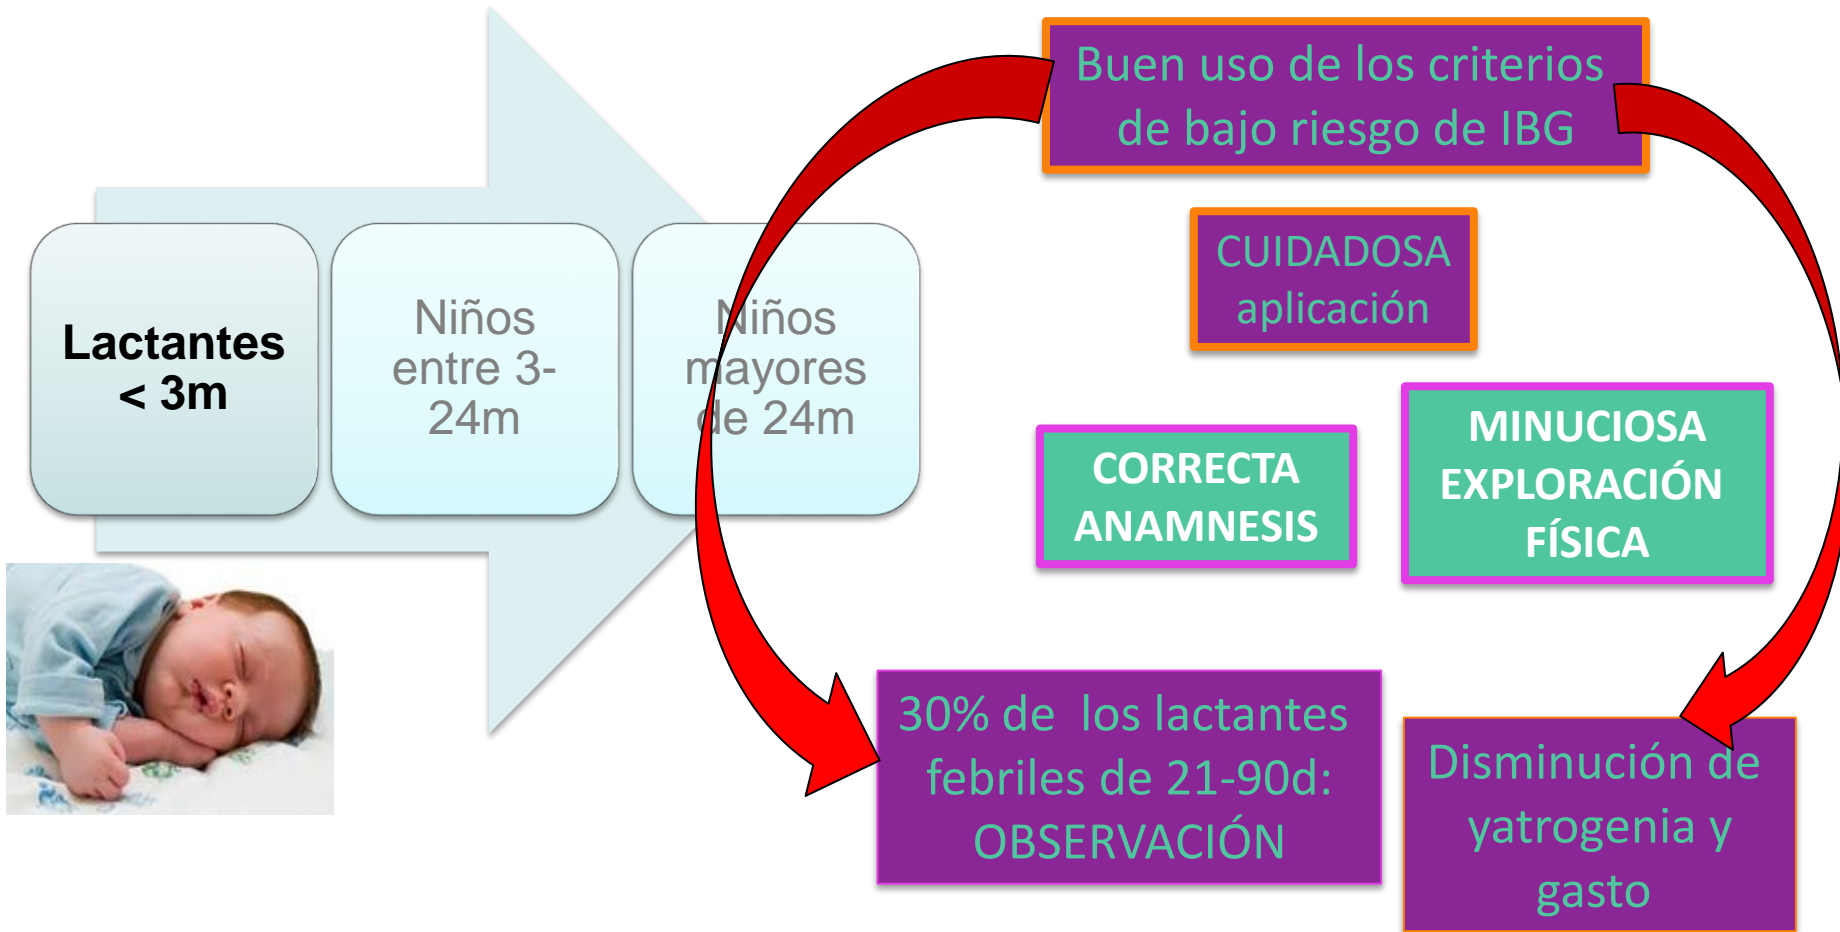 Lactantes
< 3m
Niños
entre 3-
24m
Niños
mayores
de 24m
Buen uso de los criterios
de bajo riesgo de IBG
CUIDADOSA
aplicación
CORRECTA
ANAMNESIS
MINUCIOSA
EXPLORACIÓN
FÍSICA
30% de los lactantes
febriles de 21-90d:
OBSERVACIÓN
Disminución de
yatrogenia y
gasto